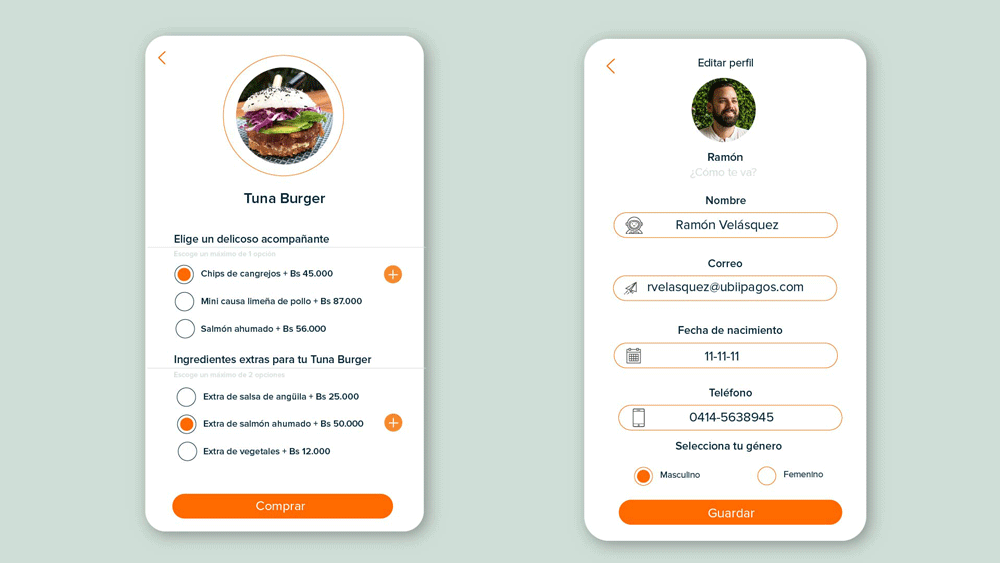 Tuna Burger
Elige un delicoso acompañante
Escoge un máximo de 1 opción
Chips de cangrejos + Bs 45.000
Mini causa limeña de pollo + Bs 87.000
Salmón ahumado + Bs 56.000
Ingredientes extras para tu Tuna Burger
Escoge un máximo de 2 opciones
Extra de salsa de angüila + Bs 25.000
Extra de salmón ahumado + Bs 50.000
Extra de vegetales + Bs 12.000
Comprar
Editar perfil
Ramón
¿Cómo te va?
Nombre
Ramón Velásquez
Correo
rvelasquez@ubiipagos.com
Fecha de nacimiento
11-11-11
Teléfono
0414-5638945
Selecciona tu género
Masculino
Femenino
Guardar